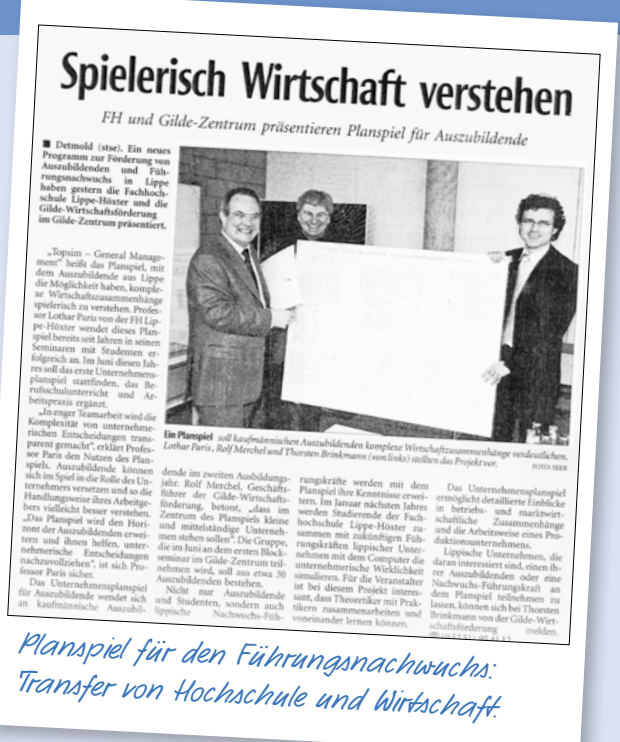 Spielerisch Wirtschaft verstehen
FH und Gilde-Zentrum präsentieren Planspiel für Auszubildende
■ Detmold (stse). Ein neues
Programm zur Förderung von
Auszubildenden und Füh-
rungsnachwuchs in Lippe
haben gestern die Fachhoch-
schule Lippe-Höxter und die
Gilde-Wirtschaftsförderung
im Gilde-Zentrum präsentiert.
„Topsim – General Manage-
ment“ heißt das Planspiel, mit
dem Auszubildende aus Lippe
die Möglichkeit haben, komple-
xe Wirtschaftszusammenhänge
spielerisch zu verstehen. Profes-
sor Lothar Paris von der FH Lip-
pe-Höxter wendet dieses Plan-
spiel bereits seit Jahren in seinen
Seminaren mit Studenten er-
folgreich an. Im Juni diesen Jah-
res soll das erste Unternehmens-
planspiel stattfinden, das Be-
rufsschulunterricht und Ar-
beitspraxis ergänzt.
„In enger Teamarbeit wird die
Komplexität von unternehme-
rischen Entscheidungen trans-
parent gemacht“, erklärt Profes-
sor Paris den Nutzen des Plan-
spiels. Auszubildende können
sich im Spiel in die Rolle des Un-
ternehmers versetzen und so die
Handlungsweise ihres Arbeitge-
bers vielleicht besser verstehen.
„Das Planspiel wird den Hori-
zont der Auszubildenden erwei-
tern und ihnen helfen, unter-
nehmerische Entscheidungen
nachzuvollziehen“, ist sich Pro-
fessor Paris sicher.
Das Unternehmensplanspiel
für Auszubildende wendet sich
an kaufmännische Auszubil-
Ein Planspiel soll kaufmännischen Auszubildenden komplexe Wirtschaftzusammenhänge verdeutlichen.
Lothar Paris, Rolf Merchel und Thorsten Brinkmann (von links) stellten das Projekt vor.
FOTO: SEER
dende im zweiten Ausbildungs-
jahr. Rolf Merchel, Geschäfts-
führer der Gilde-Wirtschafts-
förderung, betont, „dass im
Zentrum des Planspiels kleine
und mittelständige Unterneh-
men stehen sollen“. Die Gruppe,
die im Juni an dem ersten Block-
seminar im Gilde-Zentrum teil-
nehmen wird, soll aus etwa 30
Auszubildenden bestehen.
Nicht nur Auszubildende
und Studenten, sondern auch
lippische Nachwuchs-Füh-
rungskräfte werden mit dem
Planspiel ihre Kenntnisse erwei-
tern. Im Januar nächsten Jahres
werden Studierende der Fach-
hochschule Lippe-Höxter zu-
sammen mit zukünftigen Füh-
rungskräften lippischer Unter-
nehmen mit dem Computer die
unternehmerische Wirklichkeit
simulieren. Für die Veranstalter
ist bei diesem Projekt interes-
sant, dass Theoretiker mit Prak-
tikern zusammenarbeiten und
voneinander lernen können.
Das Unternehmensplanspiel
ermöglicht detaillierte Einblicke
in betriebs- und marktwirt-
schaftliche Zusammenhänge
und die Arbeitsweise eines Pro-
duktionsunternehmens.
Lippische Unternehmen, die
daran interessiert sind, einen ih-
rer Auszubildenden oder eine
Nachwuchs-Führungskraft an
dem Planspiel teilnehmen zu
lassen, können sich bei Thorsten
Brinkmann von der Gilde-Wirt-
schaftsförderung melden.
Planspiel für den Führungsnachwuchs:
Transfer von Hochschule und Wirtschaft.